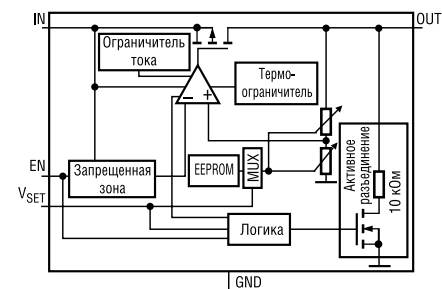 IN
OUT
Ограничитель
тока
Термо-
ограничитель
−
+
EN
Запрещенная
зона
EEPROM
MUX
Активное
разъединение
10 кОм
VSET
Логика
GND